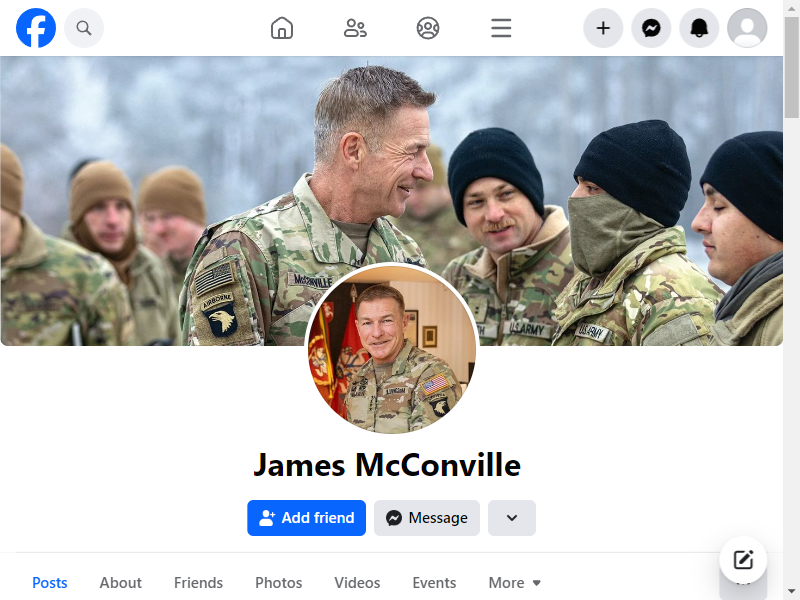 McCONVILLE
AIRBORNE
U.S.ARMY
U.S.ARMY
James McConville
Add friend
Message
Posts
About
Friends
Photos
Videos
Events
More